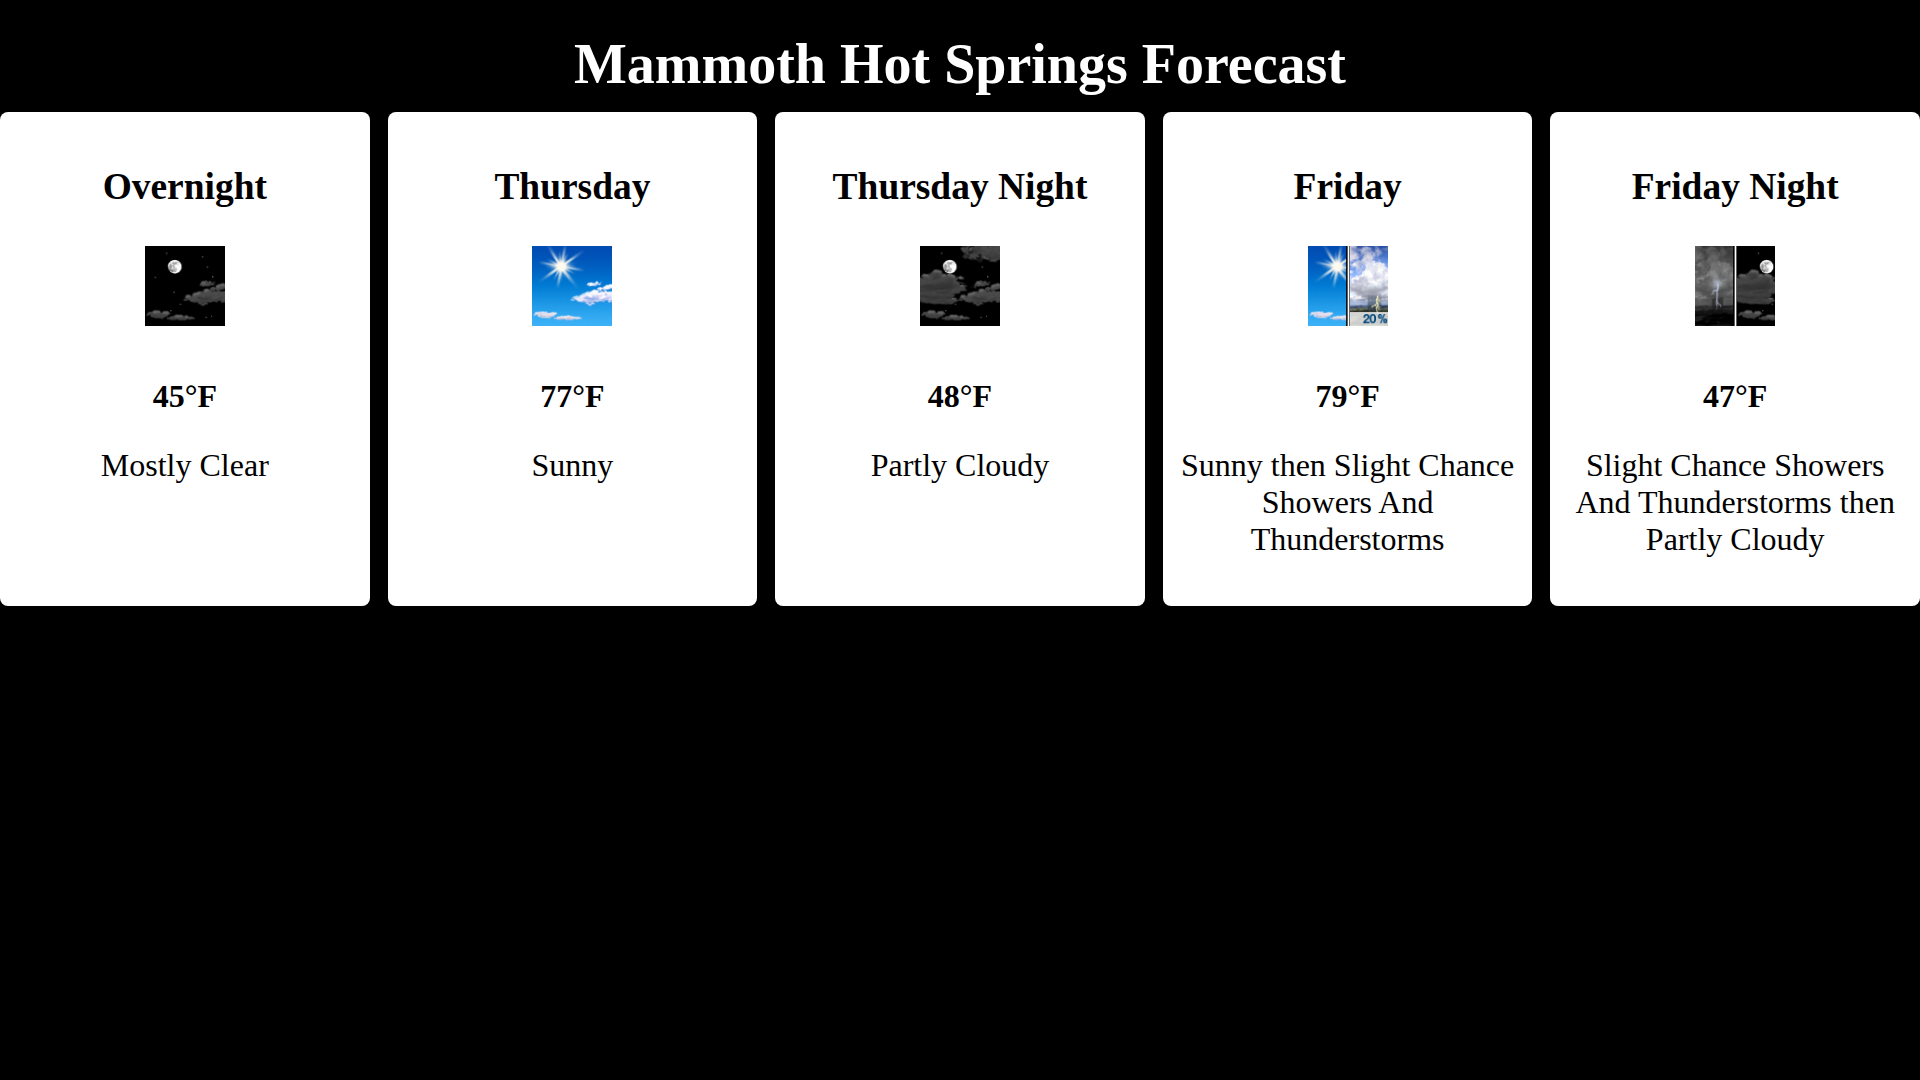 Mammoth Hot Springs Forecast
Overnight
45°F
Mostly Clear
Thursday
77°F
Sunny
Thursday Night
48°F
Partly Cloudy
Friday
20%
79°F
Sunny then Slight Chance
Showers And
Thunderstorms
Friday Night
47°F
Slight Chance Showers
And Thunderstorms then
Partly Cloudy